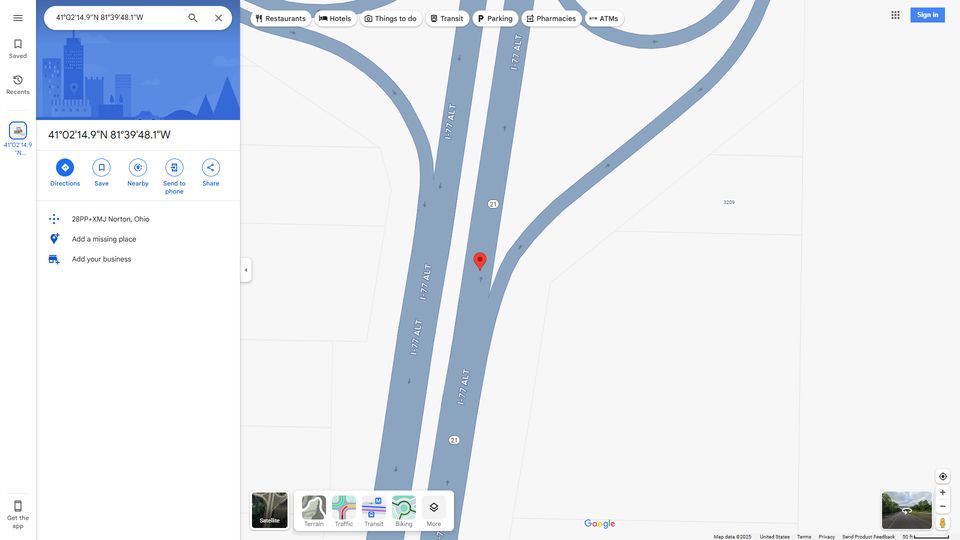 41°02'14.9"N 81°39'48.1"W
Restaurants
Hotels
Things to do
Transit
Parking
Pharmacies
ATMs
Sign in
Saved
Recents
41°02'14.9
"N...
41°02'14.9"N 81°39'48.1"W
Directions
Save
Nearby
Send to
phone
Share
28PP+XMJ Norton, Ohio
Add a missing place
Add your business
Get the
app
I-77 ALT
I-77 ALT
21
3209
I-77 ALT
I-77 ALT
I-77 ALT
21
Satellite
Terrain
Traffic
Transit
Biking
More
Google
Map data ©2025
United States
Terms
Privacy
Send Product Feedback
50 ft